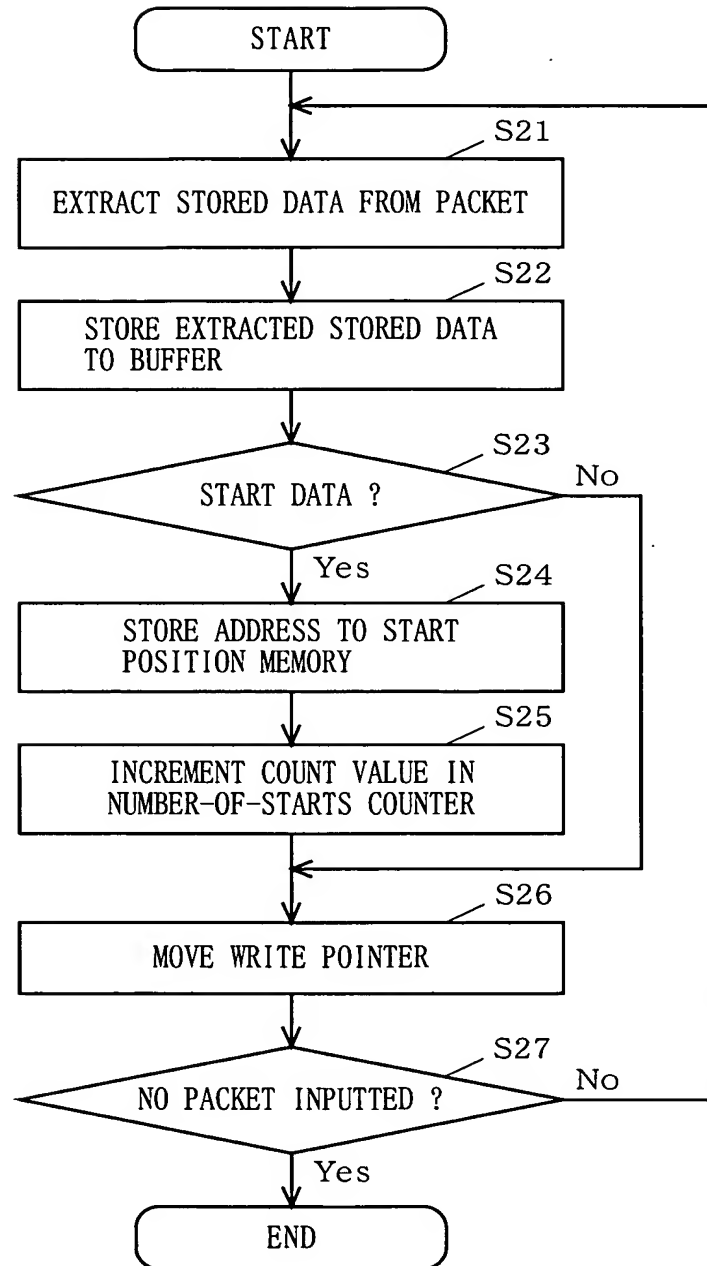 START
S21
EXTRACT STORED DATA FROM PACKET
S22
STORE EXTRACTED STORED DATA
TO BUFFER
S23
START DATA ?
No
Yes
S24
STORE ADDRESS TO START
POSITION MEMORY
S25
INCREMENT COUNT VALUE IN
NUMBER-OF-STARTS COUNTER
S26
MOVE WRITE POINTER
S27
NO PACKET INPUTTED ?
No
Yes
END